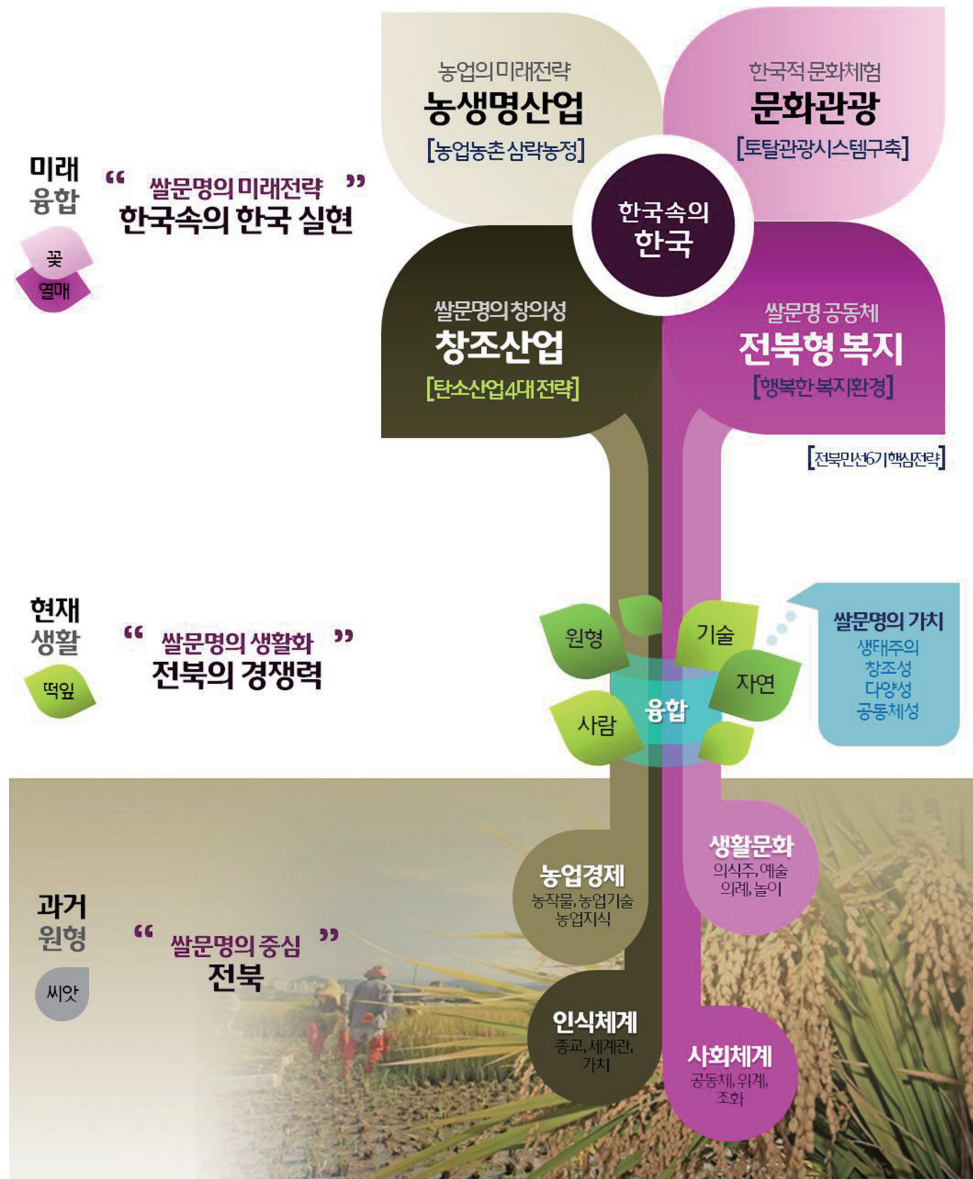 농업의 미래전략
농생명산업
[농업농촌 삼락농정]
한국적 문화체험
문화관광
[토탈관광시스템구축]
미래
융합
꽃
열매
“ 쌀문명의 미래전략 ”
한국속의 한국 실현
한국속의
한국
쌀문명의 창의성
창조산업
[탄소산업4대 전략]
쌀문명 공동체
전북형 복지
[행복한 복지환경]
[전북민선6기핵심전략]
현재
생활
떡잎
“ 쌀문명의 생활화 ”
전북의 경쟁력
원형
기술
자연
사람
융합
쌀문명의 가치
생태주의
창조성
다양성
공동체성
과거
원형
씨앗
“ 쌀문명의 중심 ”
전북
농업경제
농작물, 농업기술
농업지식
생활문화
의식주, 예술
의례, 놀이
인식체계
종교, 세계관,
가치
사회체계
공동체, 위계,
조화